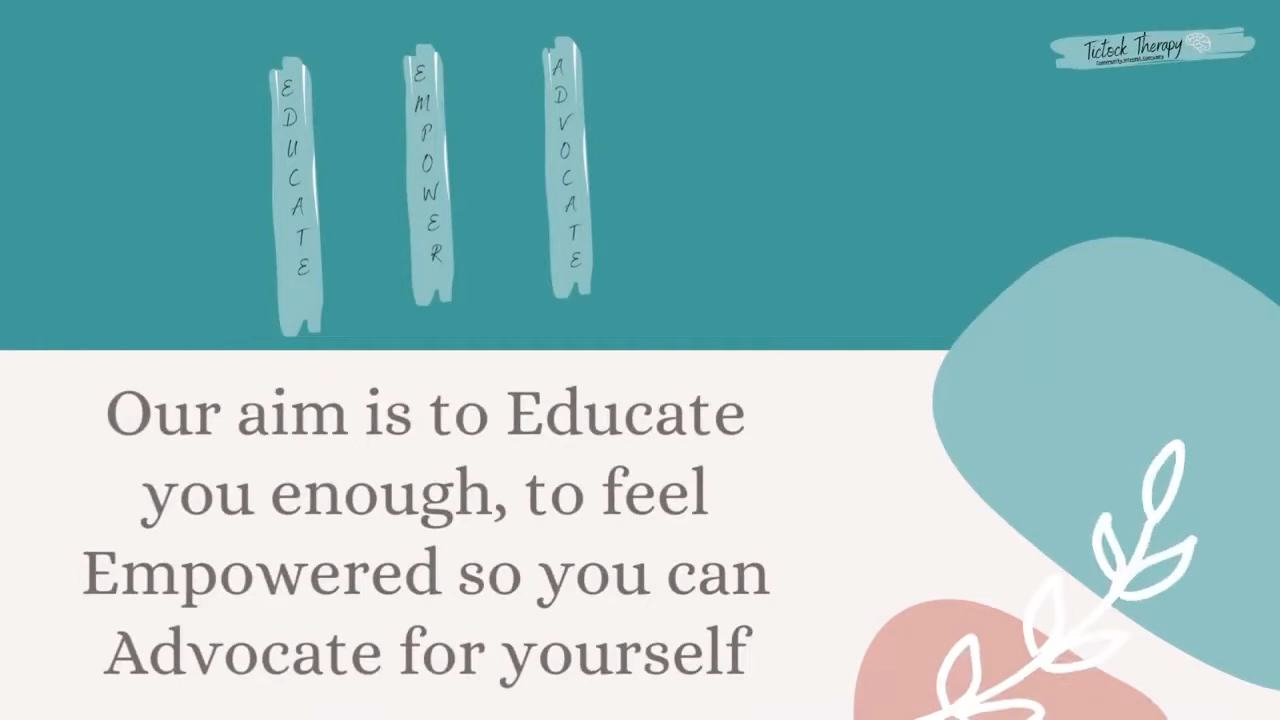 EDUCATE
EMPOWER
ADVOCATE
Tictock Therapy
Our aim is to Educate
you enough, to feel
Empowered so you can
Advocate for yourself